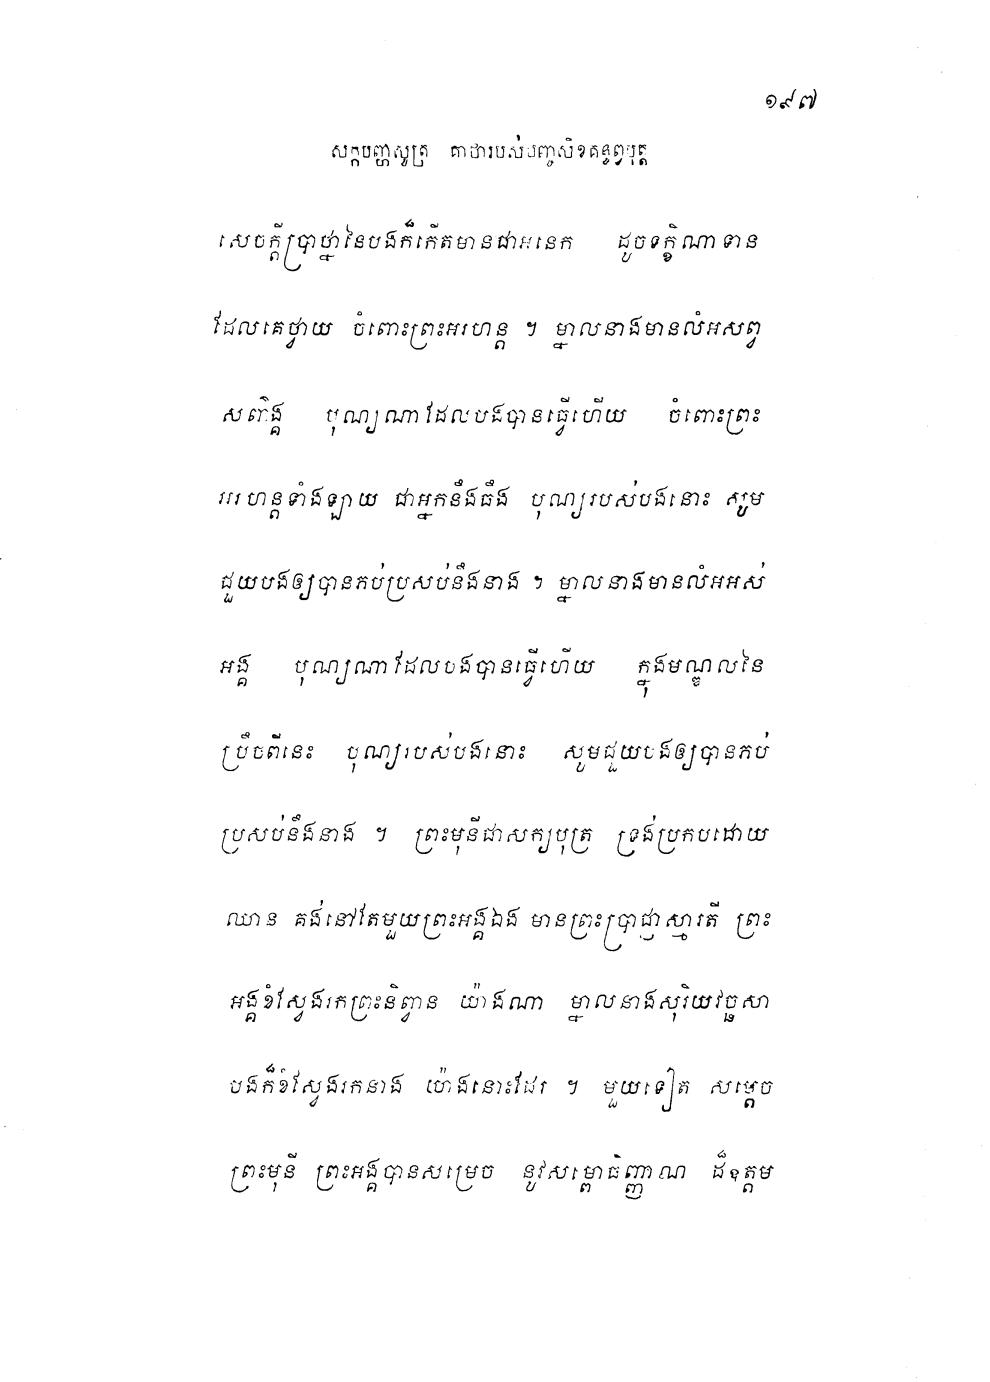 ១៩៧
សក្កបញ្ហសូត្រ គាថារបស់បញ្ចសិខគន្ធព្វបុត្ត
សេចក្តីប្រាថ្នានៃបងក៏កើតមានជាអនេក ដូចទក្ខិណាទាន
ដែលគេថ្វាយ ចំពោះព្រះអរហន្ត ។ ម្នាលនាងមានលំអសព្វ
សព៌ាង្គ បុណ្យណាដែលបងបានធ្វើហើយ ចំពោះព្រះ
អរហន្តទាំងឡាយ ជាអ្នកនឹងធឹង បុណ្យរបស់បងនោះ សូម
ជួយបងឲ្យបានភប់ប្រសប់នឹងនាង ។ ម្នាលនាងមានលំអអស់
អង្គ បុណ្យណាដែលបងបានធ្វើហើយ ក្នុងមណ្ឌលនៃ
ប្រឹចពីនេះ បុណ្យរបស់បងនោះ សូមជួយបងឲ្យបានភប់
ប្រសប់នឹងនាង ។ ព្រះមុនីជាសក្យបុត្រ ទ្រង់ប្រកបដោយ
ឈាន គង់នៅតែមួយព្រះអង្គឯង មានព្រះប្រាជ្ញាស្មារតី ព្រះ
អង្គខំស្វែងរកព្រះនិព្វាន យ៉ាងណា ម្នាលនាងសុរិយវច្ឆសា
បងក៏ខំស្វែងរកនាង យ៉ាងនោះដែរ ។ មួយទៀត សម្តេច
ព្រះមុនី ព្រះអង្គបានសម្រេច នូវសម្ពោធិញ្ញាណ ដ៏ឧត្តម